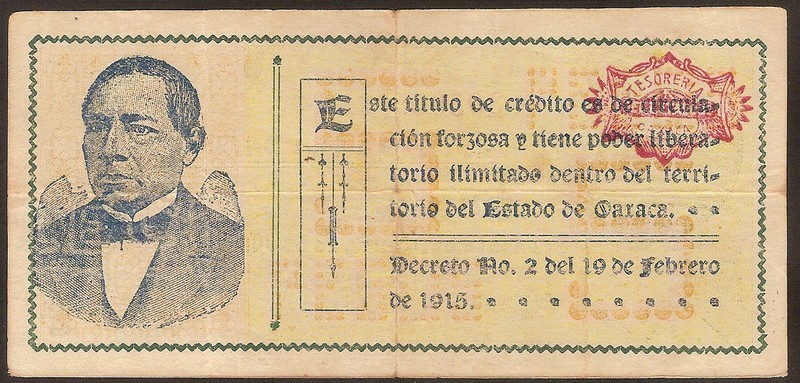 Este titulo de crédito es de circula-
ción forzosa y tiene poder libera-
torio ilimitado dentro del terri-
torio del Estado de Oaxaca.
Decreto No. 2 del 19 de Febrero
de 1915.
TESORERIA